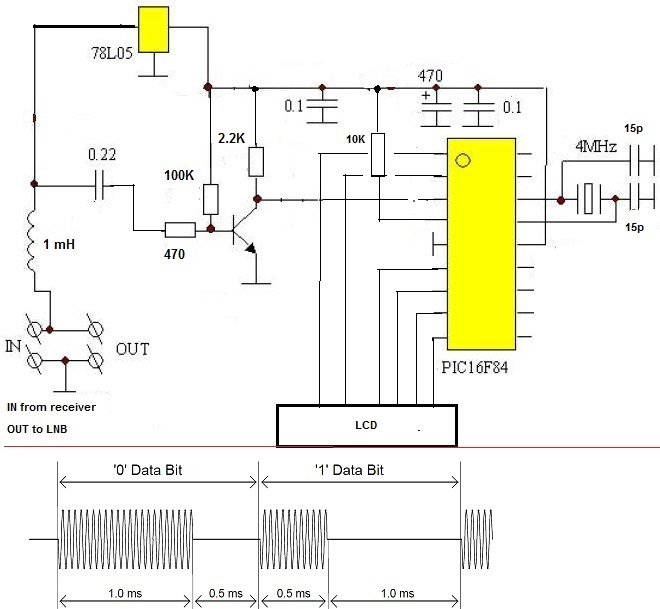 78L05
470
+
0.1
0.1
2.2K
10K
15p
4MHz
0.22
100K
15p
470
1 mH
IN
OUT
PIC16F84
IN from receiver
OUT to LNB
LCD
'0' Data Bit
'1' Data Bit
1.0 ms
0.5 ms
0.5 ms
1.0 ms